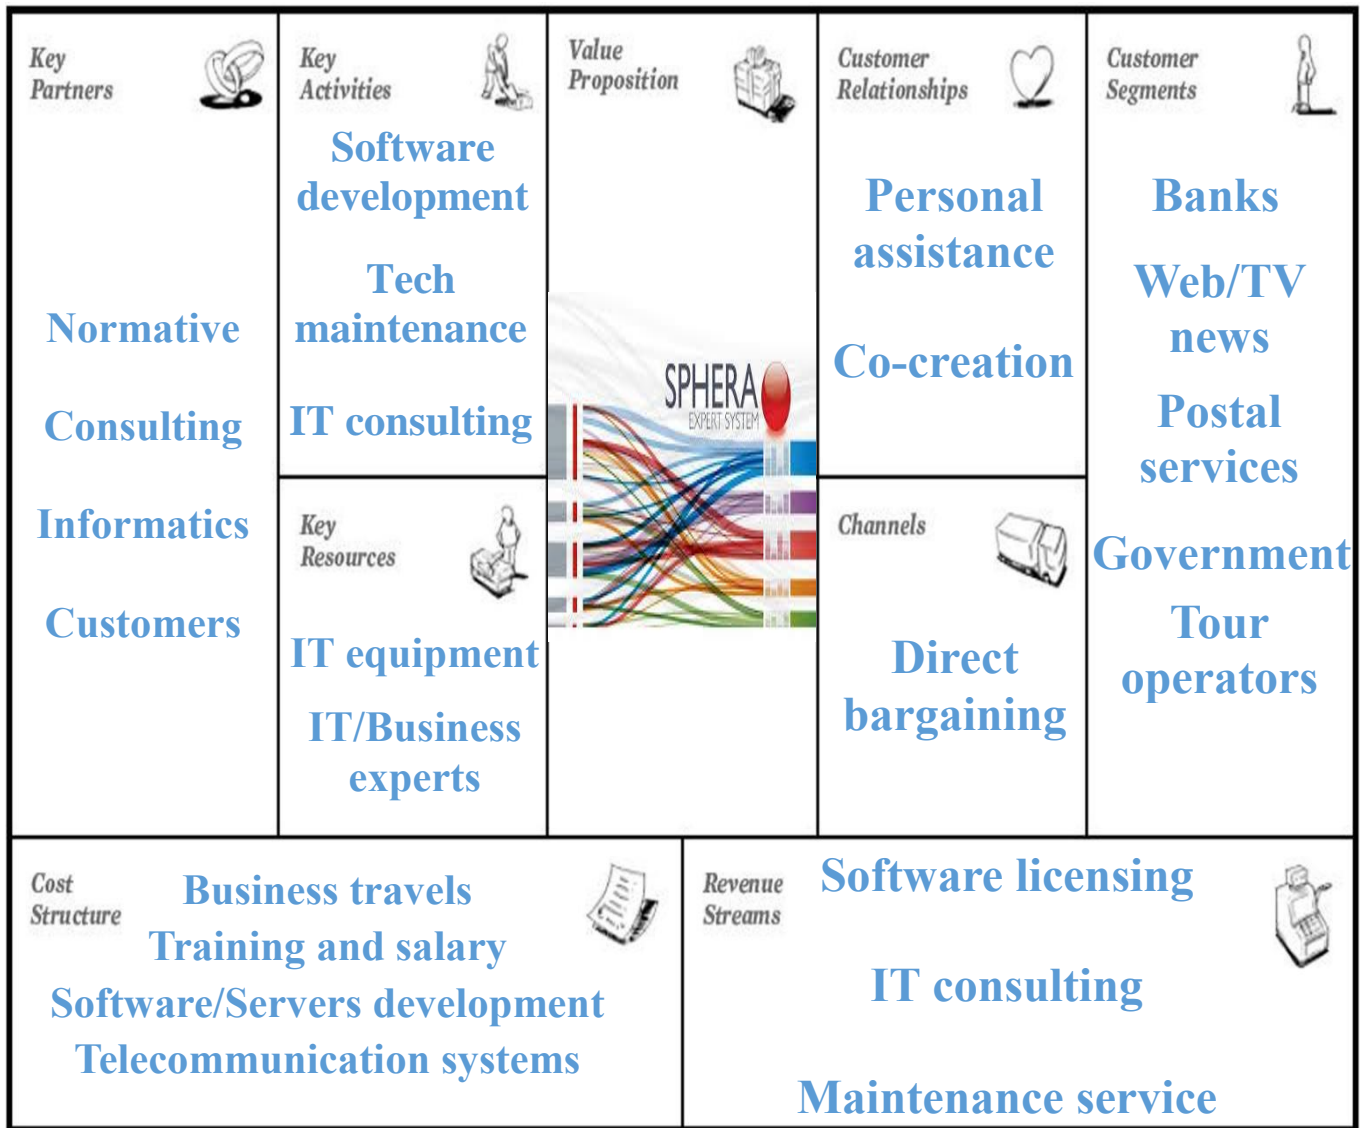 Key
Partners
Normative
Consulting
Informatics
Customers
Key
Activities
Software
development
Tech
maintenance
IT consulting
Key
Resources
IT equipment
IT/Business
experts
Value
Proposition
SPHERA
EXPERT SYSTEM
Customer
Relationships
Personal
assistance
Co-creation
Channels
Direct
bargaining
Customer
Segments
Banks
Web/TV
news
Postal
services
Government
Tour
operators
Cost
Structure
Business travels
Training and salary
Software/Servers development
Telecommunication systems
Revenue
Streams
Software licensing
IT consulting
Maintenance service